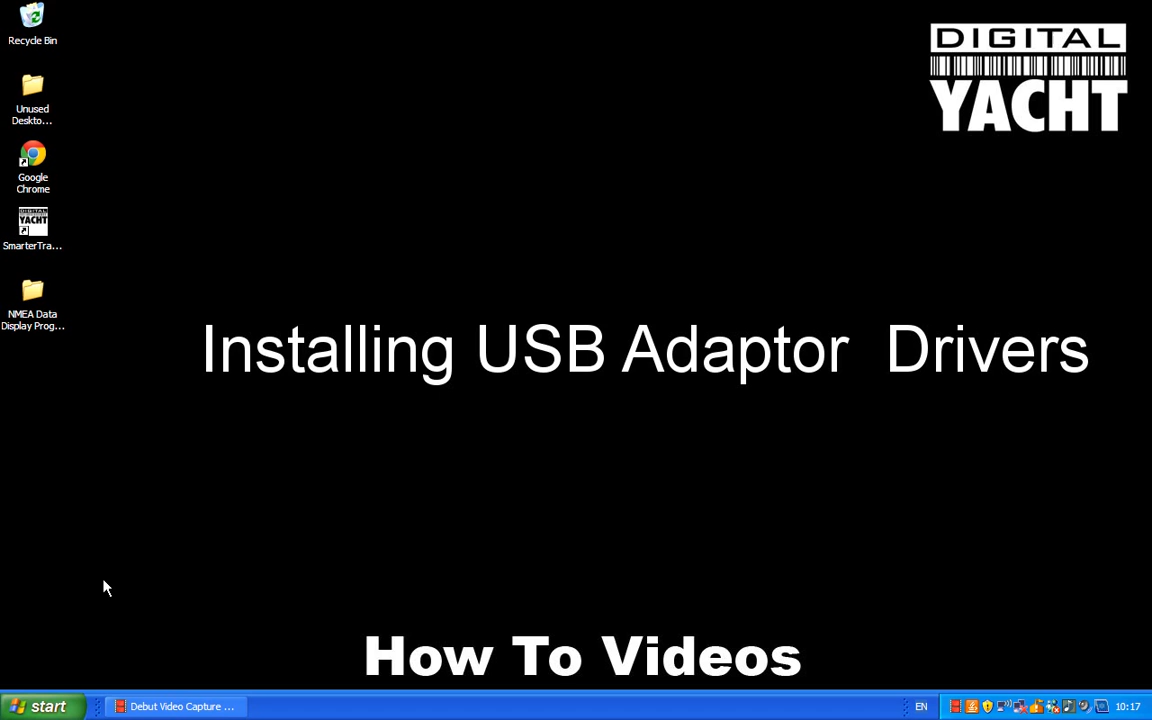 Recycle Bin
Unused
Deskto...
Google
Chrome
YACHT
SmarterTra...
NMEA Data
Display Prog...
DIGITAL
YACHT
Installing USB Adaptor Drivers
How To Videos
start
Debut Video Capture ...
EN
10:17